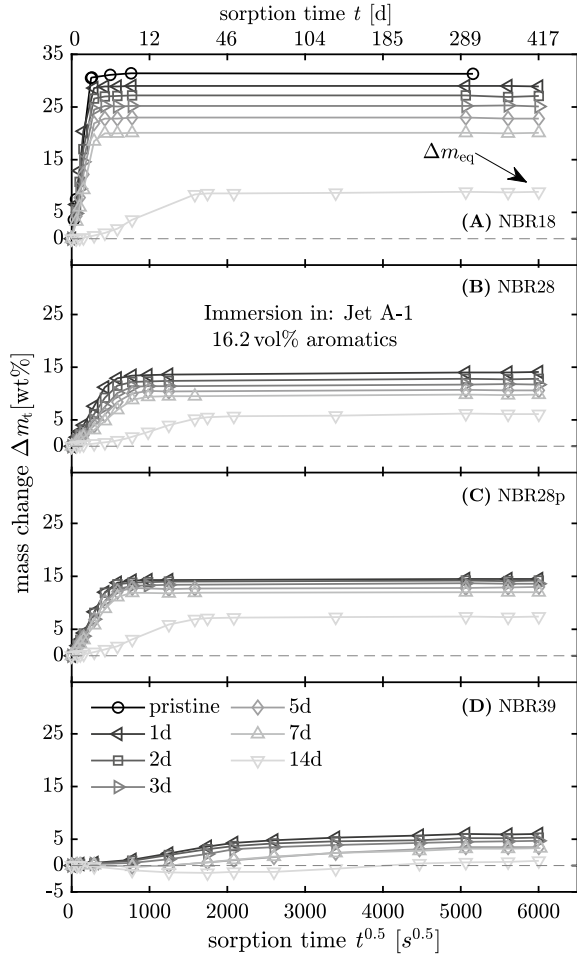 sorption time t [d]
0 12 46 104 185 289 417
35
25
15
5
0
Δm_eq
(A) NBR18
(B) NBR28
25
15
5
0
Immersion in: Jet A-1
16.2 vol% aromatics
mass change Δm_t [wt%]
(C) NBR28p
25
15
5
0
(D) NBR39
25
15
5
0
-5
pristine
1d
2d
3d
5d
7d
14d
0 1000 2000 3000 4000 5000 6000
sorption time t^0.5 [s^0.5]